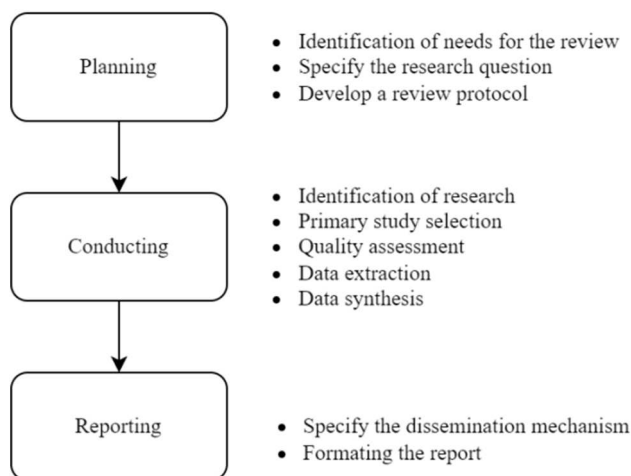 Planning
• Identification of needs for the review
• Specify the research question
• Develop a review protocol
Conducting
• Identification of research
• Primary study selection
• Quality assessment
• Data extraction
• Data synthesis
Reporting
• Specify the dissemination mechanism
• Formating the report